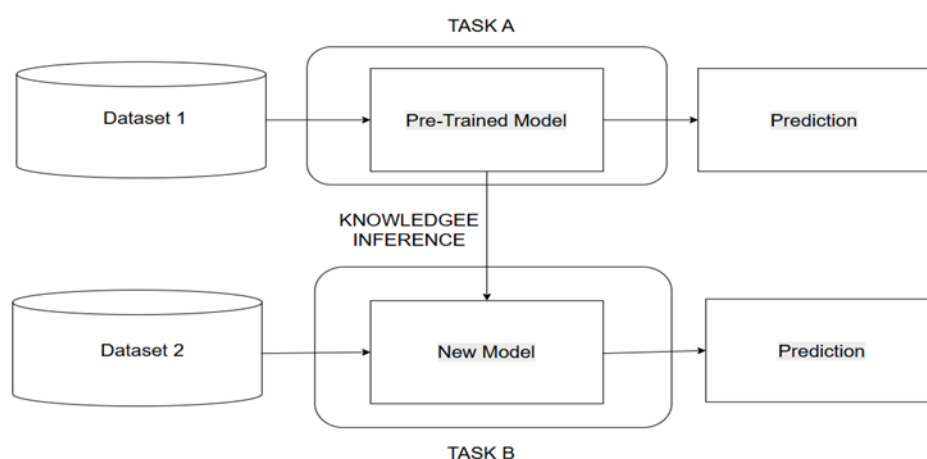 TASK A
Dataset 1
Pre-Trained Model
Prediction
KNOWLEDGEE
INFERENCE
Dataset 2
New Model
Prediction
TASK B